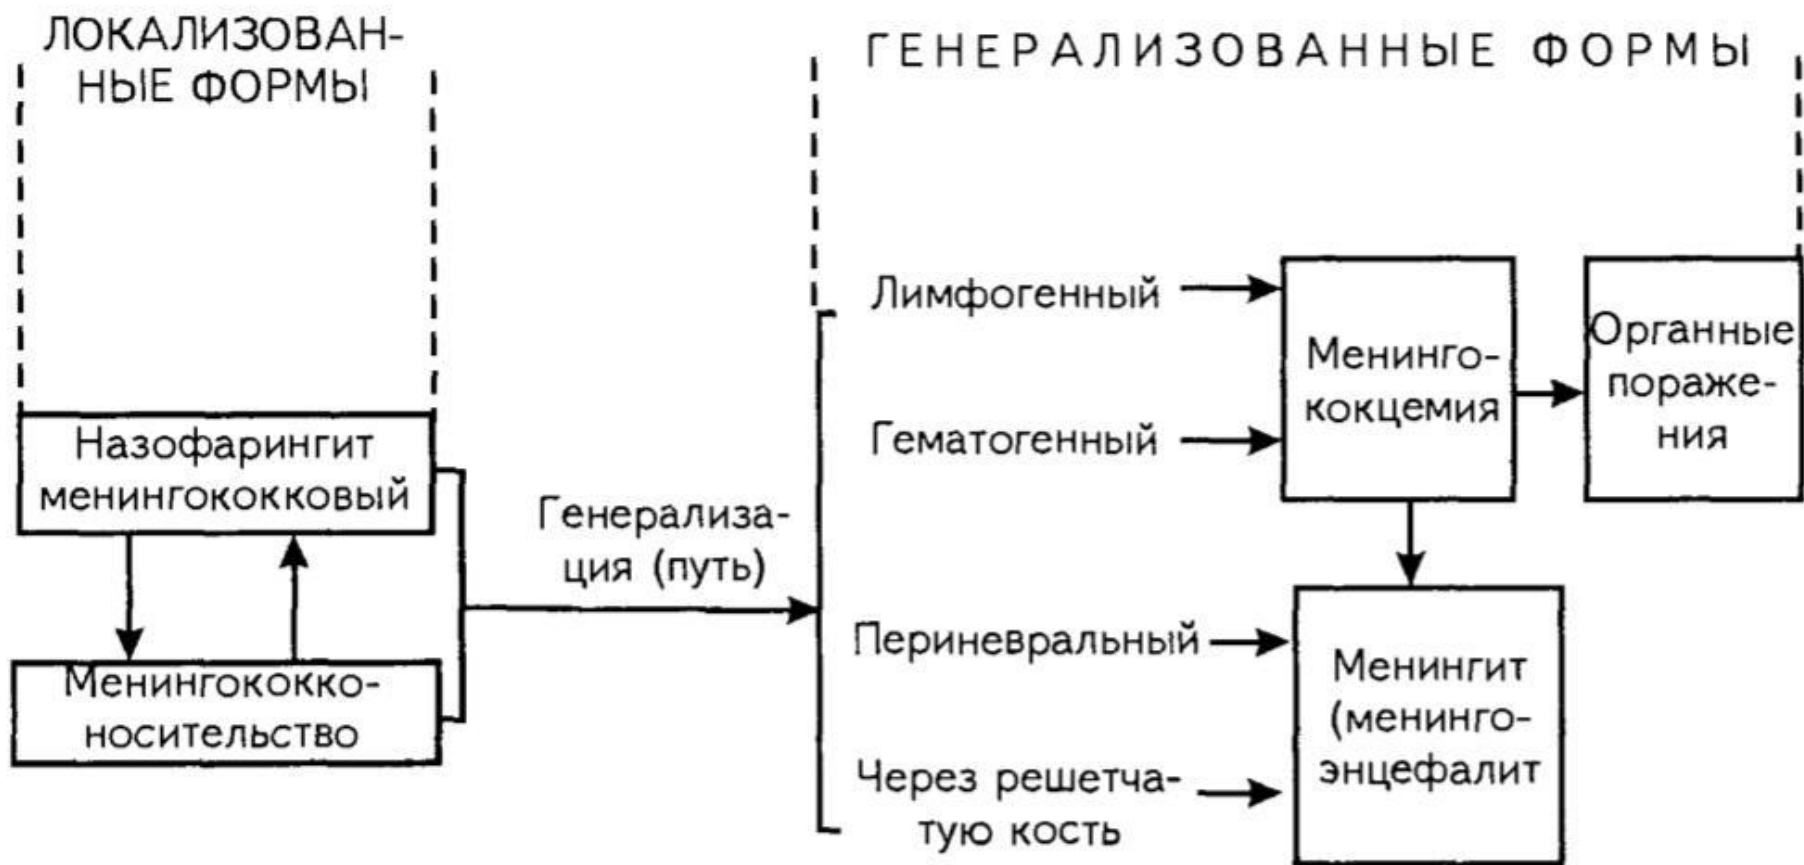 ЛОКАЛИЗОВАН-
НЫЕ ФОРМЫ
ГЕНЕРАЛИЗОВАННЫЕ ФОРМЫ
Назофарингит
менингококковый
Менингокко-
носительство
Генерализа-
ция (путь)
Лимфогенный
Гематогенный
Периневральный
Через решетча-
тую кость
Менинго-
кокцемия
Органные
пораже-
ния
Менингит
(менинго-
энцефалит